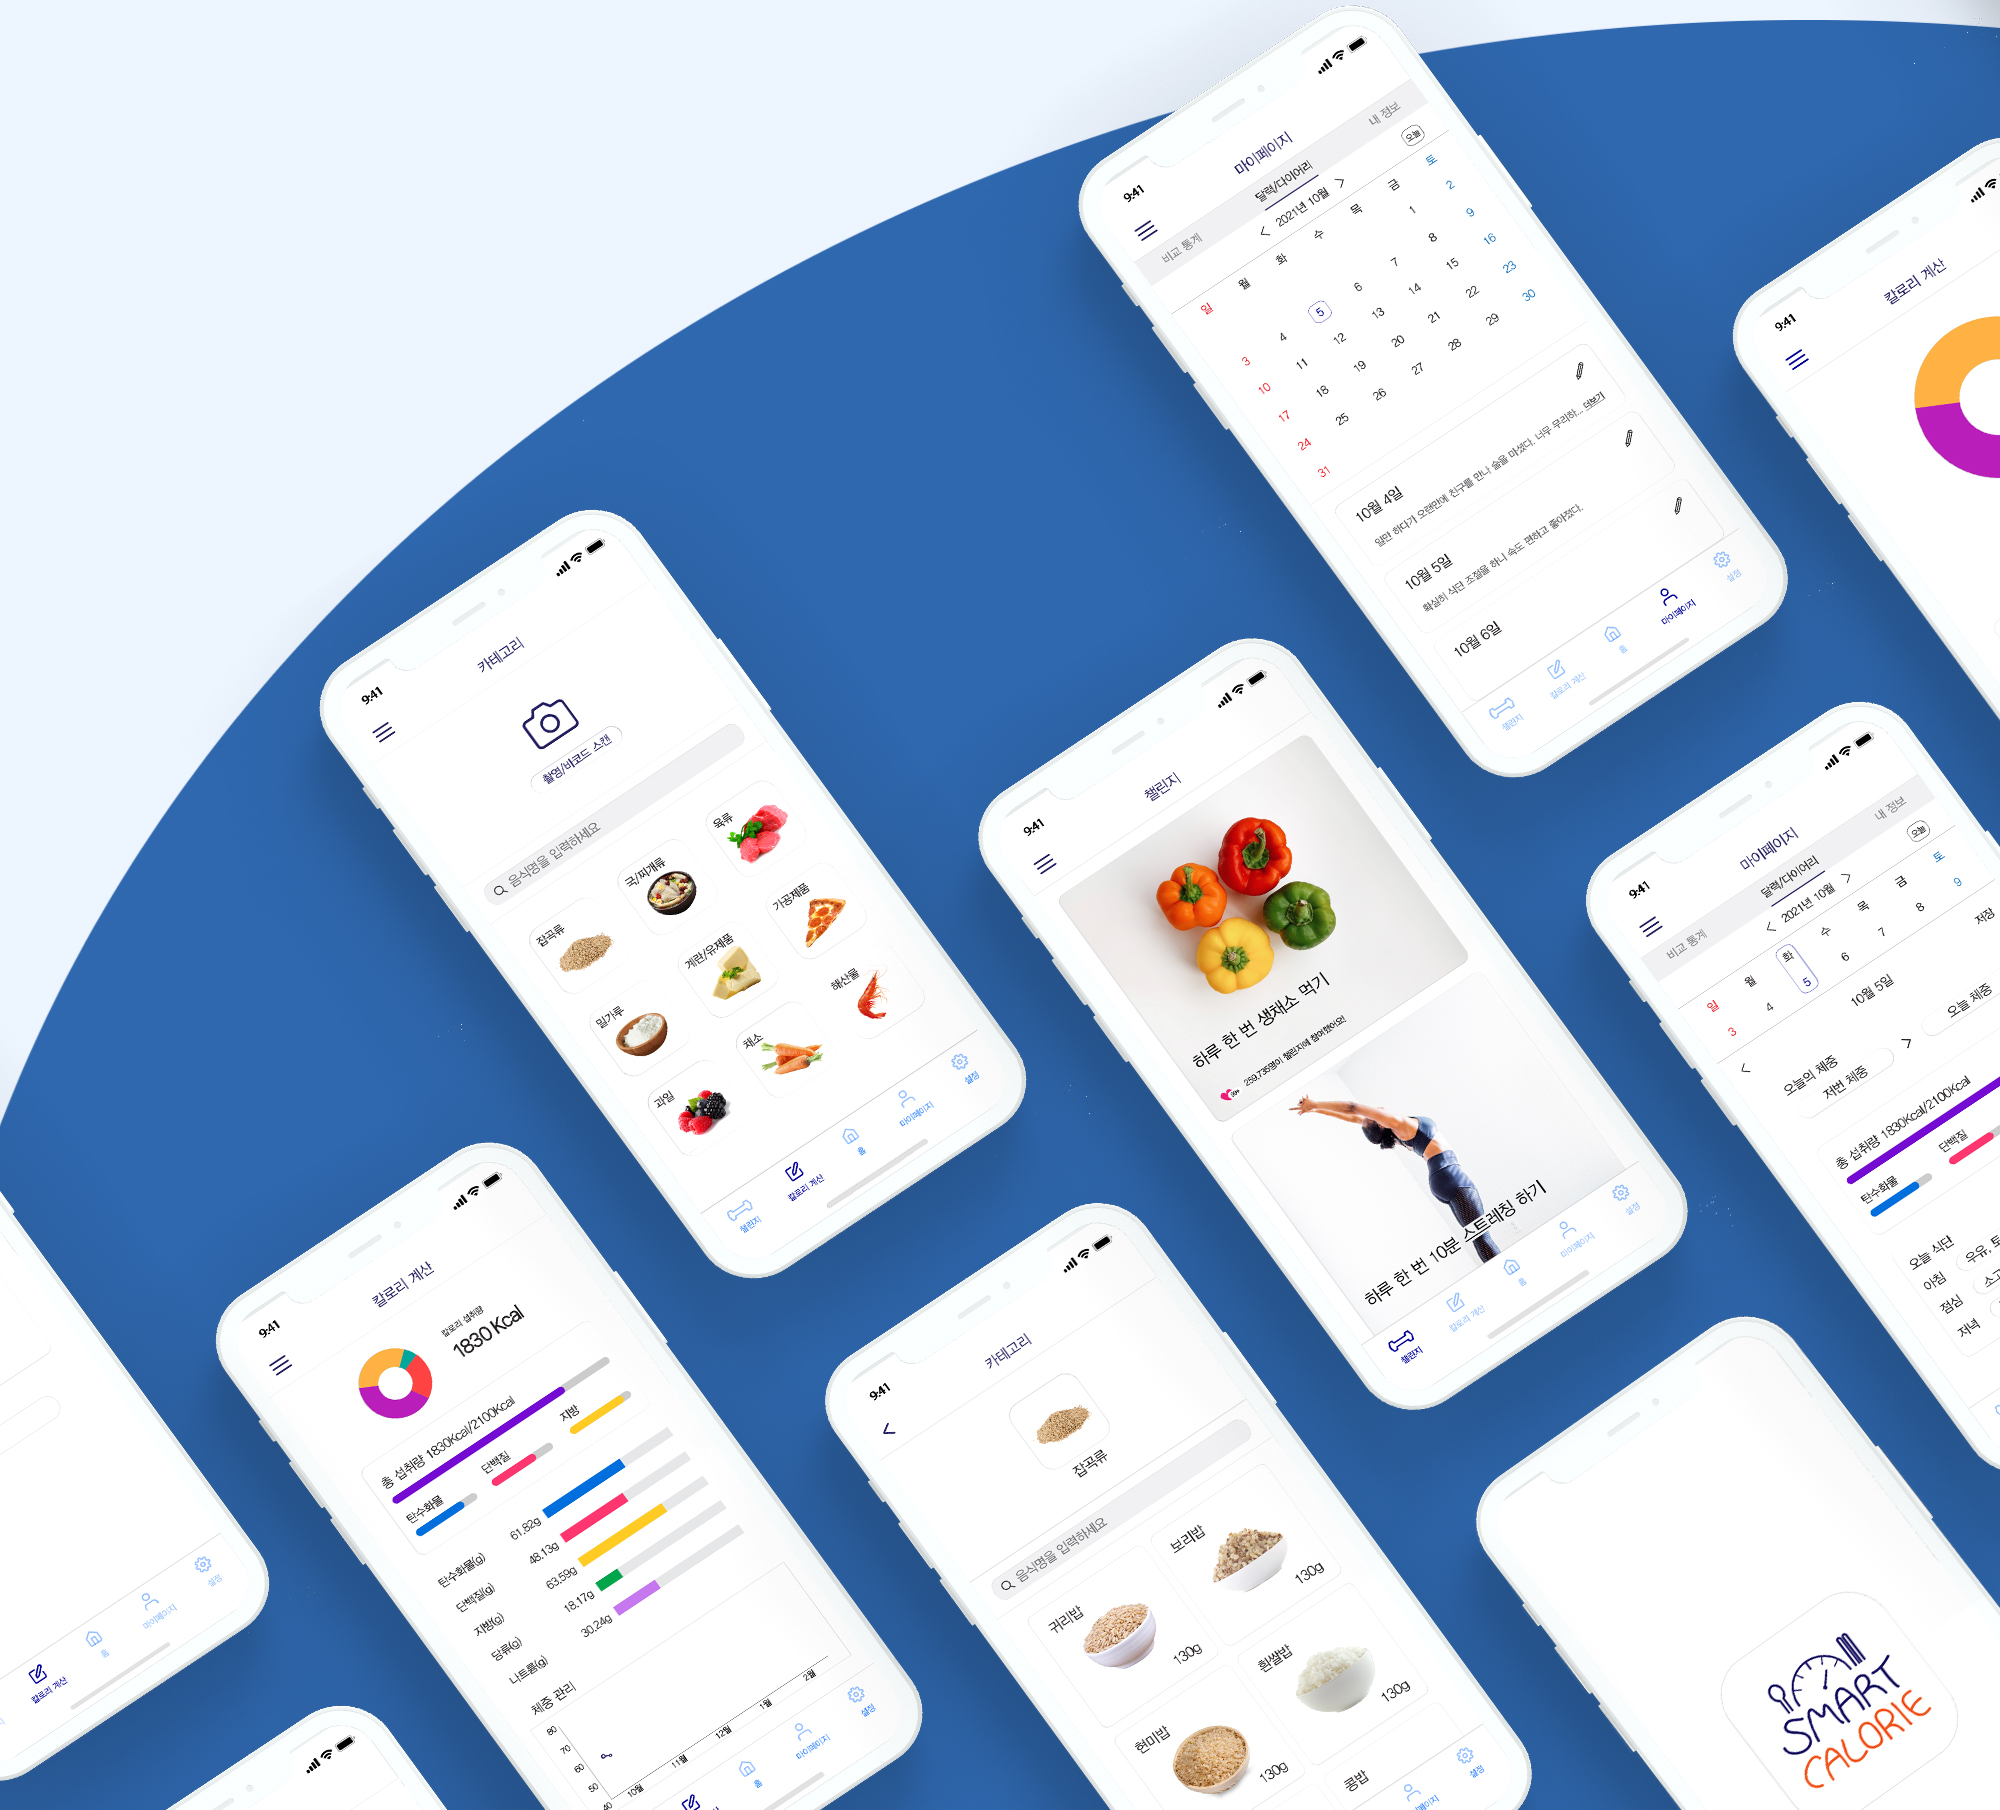 9:41
마이페이지
비교 통계
달력/다이어리
내 정보
< 2021년 10월 >
오늘
일 월 화 수 목 금 토
1 2
3 4 5 6 7 8 9
10 11 12 13 14 15 16
17 18 19 20 21 22 23
24 25 26 27 28 29 30
31
10월 4일
일만 하다가 오랜만에 친구를 만나 술을 마셨다. 너무 무리하... 더보기
10월 5일
확실히 식단 조절을 하니 속도 편하고 좋아졌다.
10월 6일
챌린지
칼로리 계산
홈
마이페이지
설정
9:41
칼로리 계산
9:41
카테고리
촬영/바코드 스캔
음식명을 입력하세요
잡곡류
국/찌개류
육류
밀가루
계란/유제품
가공제품
과일
채소
해산물
챌린지
칼로리 계산
홈
마이페이지
설정
9:41
챌린지
하루 한 번 생채소 먹기
259,735명이 챌린지에 참여했어요!
하루 한 번 10분 스트레칭 하기
챌린지
칼로리 계산
홈
마이페이지
설정
9:41
마이페이지
비교 통계
달력/다이어리
내 정보
< 2021년 10월 >
오늘
일 월 화 수 목 금 토
3 4 5 6 7 8 9
< 10월 5일 >
저장
오늘의 체중
오늘 체중
저번 체중
총 섭취량 1830Kcal/2100Kcal
탄수화물
단백질
오늘 식단
아침
우유, 토
점심
소고
저녁
9:41
칼로리 계산
칼로리 섭취량
1830 Kcal
총 섭취량 1830Kcal/2100Kcal
탄수화물
단백질
지방
탄수화물(g) 61.82g
단백질(g) 48.13g
지방(g) 63.59g
당류(g) 18.17g
나트륨(g) 30.24g
체중 관리
80
70
60
50
40
10월 11월 12월 1월 2월
홈
마이페이지
설정
9:41
카테고리
잡곡류
음식명을 입력하세요
귀리밥
130g
보리밥
130g
현미밥
130g
흰쌀밥
130g
콩밥
마이페이지
설정
칼로리 계산
홈
마이페이지
설정
SMART
CALORIE